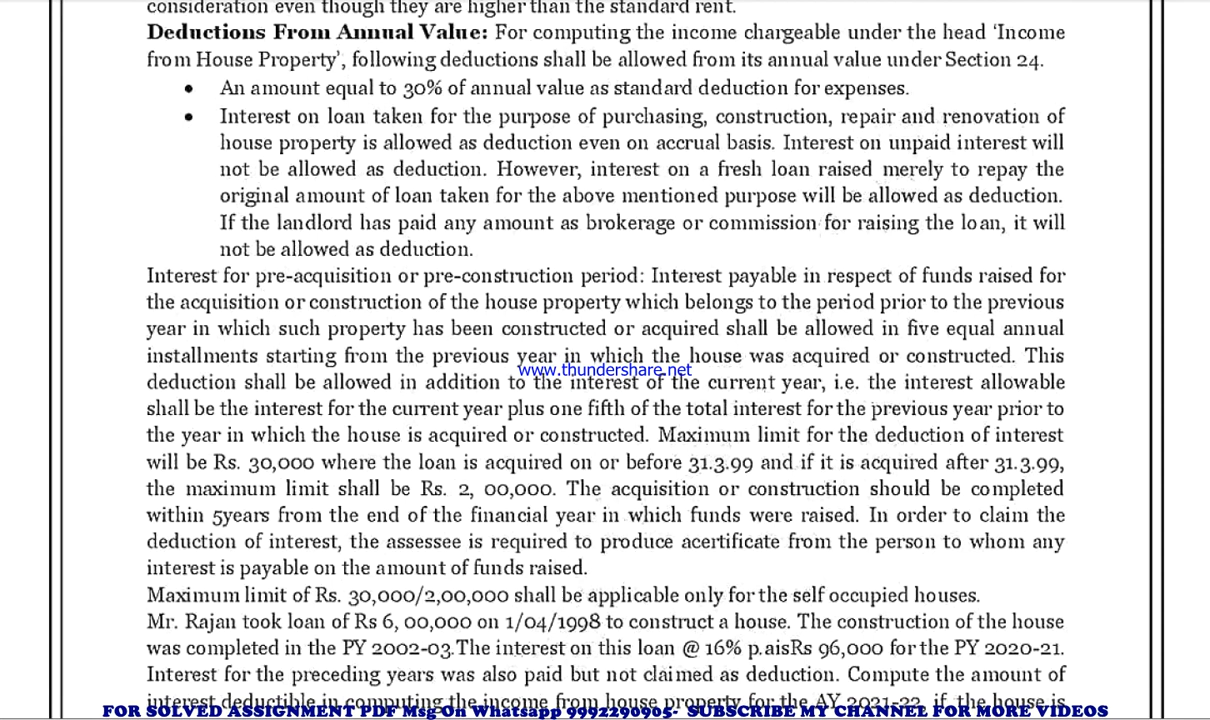 consideration even though they are higher than the standard rent.
Deductions From Annual Value: For computing the income chargeable under the head 'Income
from House Property', following deductions shall be allowed from its annual value under Section 24.
• An amount equal to 30% of annual value as standard deduction for expenses.
• Interest on loan taken for the purpose of purchasing, construction, repair and renovation of
house property is allowed as deduction even on accrual basis. Interest on unpaid interest will
not be allowed as deduction. However, interest on a fresh loan raised merely to repay the
original amount of loan taken for the above mentioned purpose will be allowed as deduction.
If the landlord has paid any amount as brokerage or commission for raising the loan, it will
not be allowed as deduction.
Interest for pre-acquisition or pre-construction period: Interest payable in respect of funds raised for
the acquisition or construction of the house property which belongs to the period prior to the previous
year in which such property has been constructed or acquired shall be allowed in five equal annual
installments starting from the previous year in which the house was acquired or constructed. This
www.thundershare.net
deduction shall be allowed in addition to the interest of the current year, i.e. the interest allowable
shall be the interest for the current year plus one fifth of the total interest for the previous year prior to
the year in which the house is acquired or constructed. Maximum limit for the deduction of interest
will be Rs. 30,000 where the loan is acquired on or before 31.3.99 and if it is acquired after 31.3.99,
the maximum limit shall be Rs. 2, 00,000. The acquisition or construction should be completed
within 5years from the end of the financial year in which funds were raised. In order to claim the
deduction of interest, the assessee is required to produce acertificate from the person to whom any
interest is payable on the amount of funds raised.
Maximum limit of Rs. 30,000/2,00,000 shall be applicable only for the self occupied houses.
Mr. Rajan took loan of Rs 6, 00,000 on 1/04/1998 to construct a house. The construction of the house
was completed in the PY 2002-03.The interest on this loan @ 16% p.aisRs 96,000 for the PY 2020-21.
Interest for the preceding years was also paid but not claimed as deduction. Compute the amount of
interest deductible in computing the income from house property for the AY 2021-22, if the house is
FOR SOLVED ASSIGNMENT PDF Msg On Whatsapp 9992290905- SUBSCRIBE MY CHANNEL FOR MORE VIDEOS